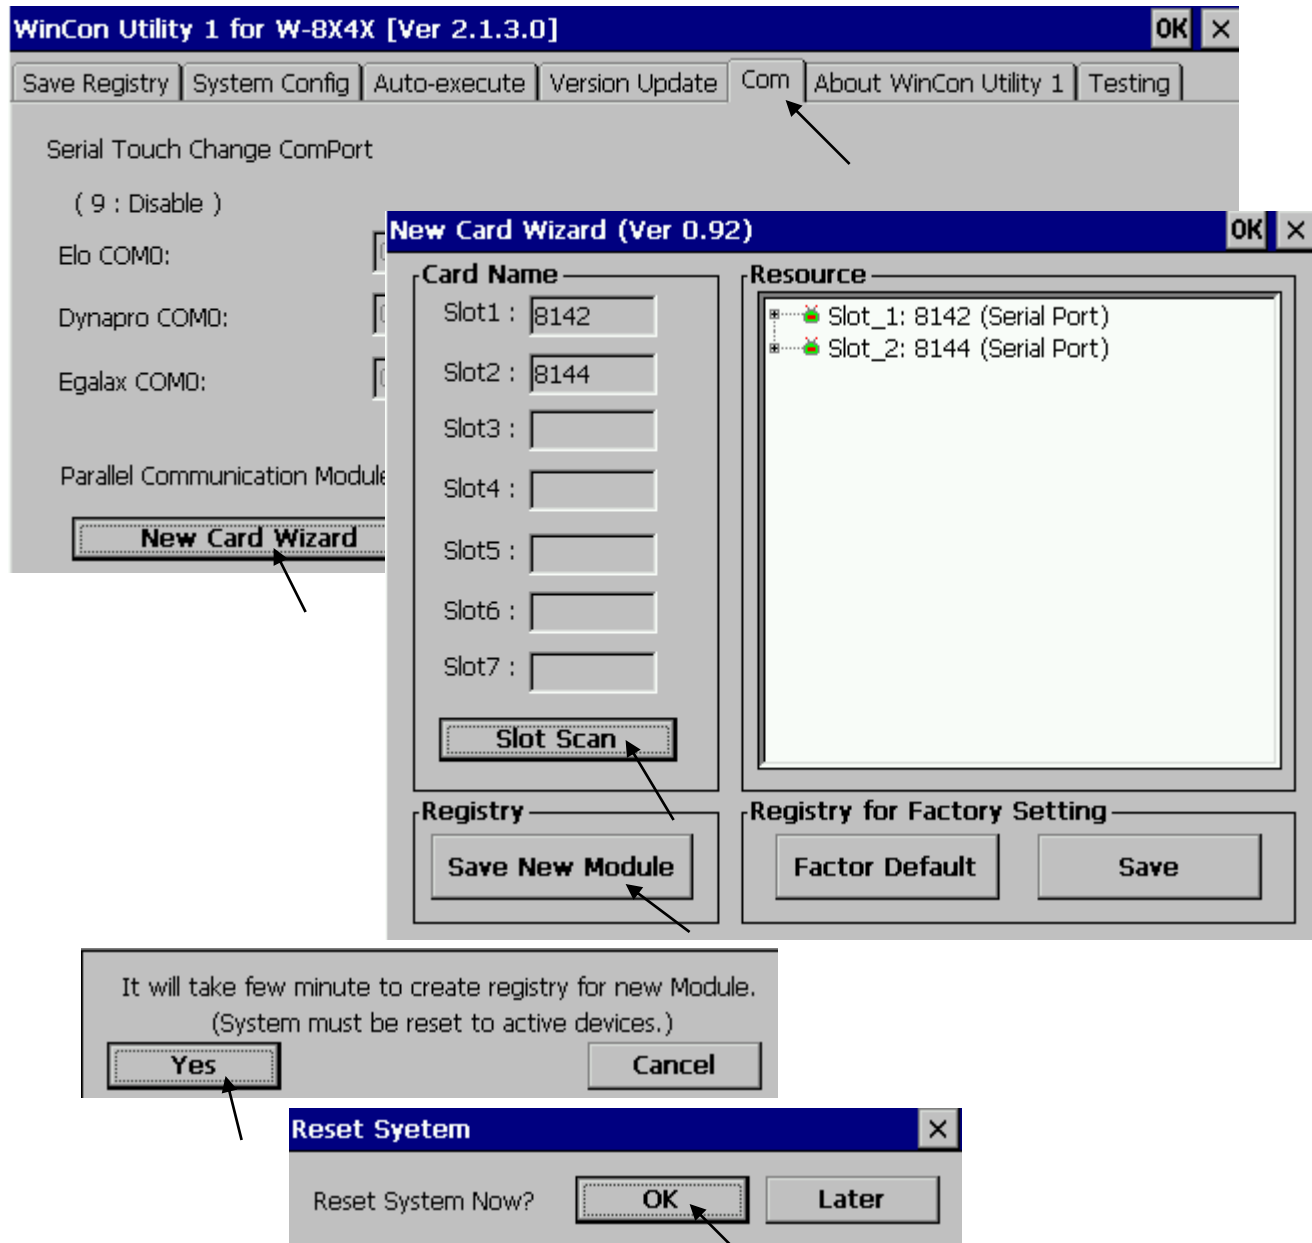 WinCon Utility 1 for W-8X4X [Ver 2.1.3.0] OK
Save Registry System Config Auto-execute Version Update Com About WinCon Utility 1 Testing
Serial Touch Change ComPort
( 9 : Disable )
Elo COM0:
Dynapro COM0:
Egalax COM0:
Parallel Communication Module
New Card Wizard
New Card Wizard (Ver 0.92) OK
Card Name
Slot1 : 8142
Slot2 : 8144
Slot3 :
Slot4 :
Slot5 :
Slot6 :
Slot7 :
Slot Scan
Resource
Slot_1: 8142 (Serial Port)
Slot_2: 8144 (Serial Port)
Registry
Save New Module
Registry for Factory Setting
Factor Default Save
It will take few minute to create registry for new Module.
(System must be reset to active devices.)
Yes Cancel
Reset Syetem
Reset System Now? OK Later